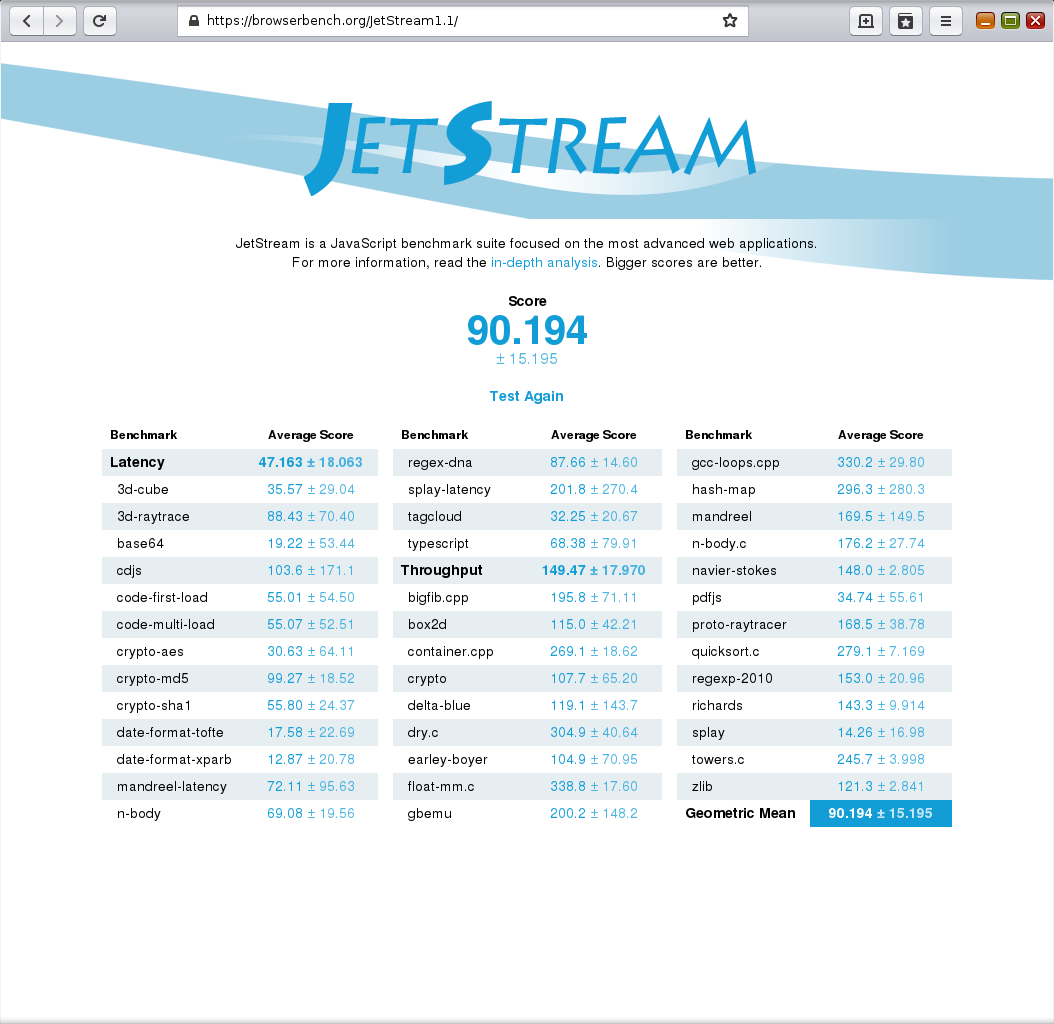 https://browserbench.org/JetStream1.1/
JETSTREAM
JetStream is a JavaScript benchmark suite focused on the most advanced web applications.
For more information, read the in-depth analysis. Bigger scores are better.
Score
90.194
± 15.195
Test Again
Benchmark Average Score
Latency 47.163 ± 18.063
3d-cube 35.57 ± 29.04
3d-raytrace 88.43 ± 70.40
base64 19.22 ± 53.44
cdjs 103.6 ± 171.1
code-first-load 55.01 ± 54.50
code-multi-load 55.07 ± 52.51
crypto-aes 30.63 ± 64.11
crypto-md5 99.27 ± 18.52
crypto-sha1 55.80 ± 24.37
date-format-tofte 17.58 ± 22.69
date-format-xparb 12.87 ± 20.78
mandreel-latency 72.11 ± 95.63
n-body 69.08 ± 19.56
Benchmark Average Score
regex-dna 87.66 ± 14.60
splay-latency 201.8 ± 270.4
tagcloud 32.25 ± 20.67
typescript 68.38 ± 79.91
Throughput 149.47 ± 17.970
bigfib.cpp 195.8 ± 71.11
box2d 115.0 ± 42.21
container.cpp 269.1 ± 18.62
crypto 107.7 ± 65.20
delta-blue 119.1 ± 143.7
dry.c 304.9 ± 40.64
earley-boyer 104.9 ± 70.95
float-mm.c 338.8 ± 17.60
gbemu 200.2 ± 148.2
Benchmark Average Score
gcc-loops.cpp 330.2 ± 29.80
hash-map 296.3 ± 280.3
mandreel 169.5 ± 149.5
n-body.c 176.2 ± 27.74
navier-stokes 148.0 ± 2.805
pdfjs 34.74 ± 55.61
proto-raytracer 168.5 ± 38.78
quicksort.c 279.1 ± 7.169
regexp-2010 153.0 ± 20.96
richards 143.3 ± 9.914
splay 14.26 ± 16.98
towers.c 245.7 ± 3.998
zlib 121.3 ± 2.841
Geometric Mean 90.194 ± 15.195